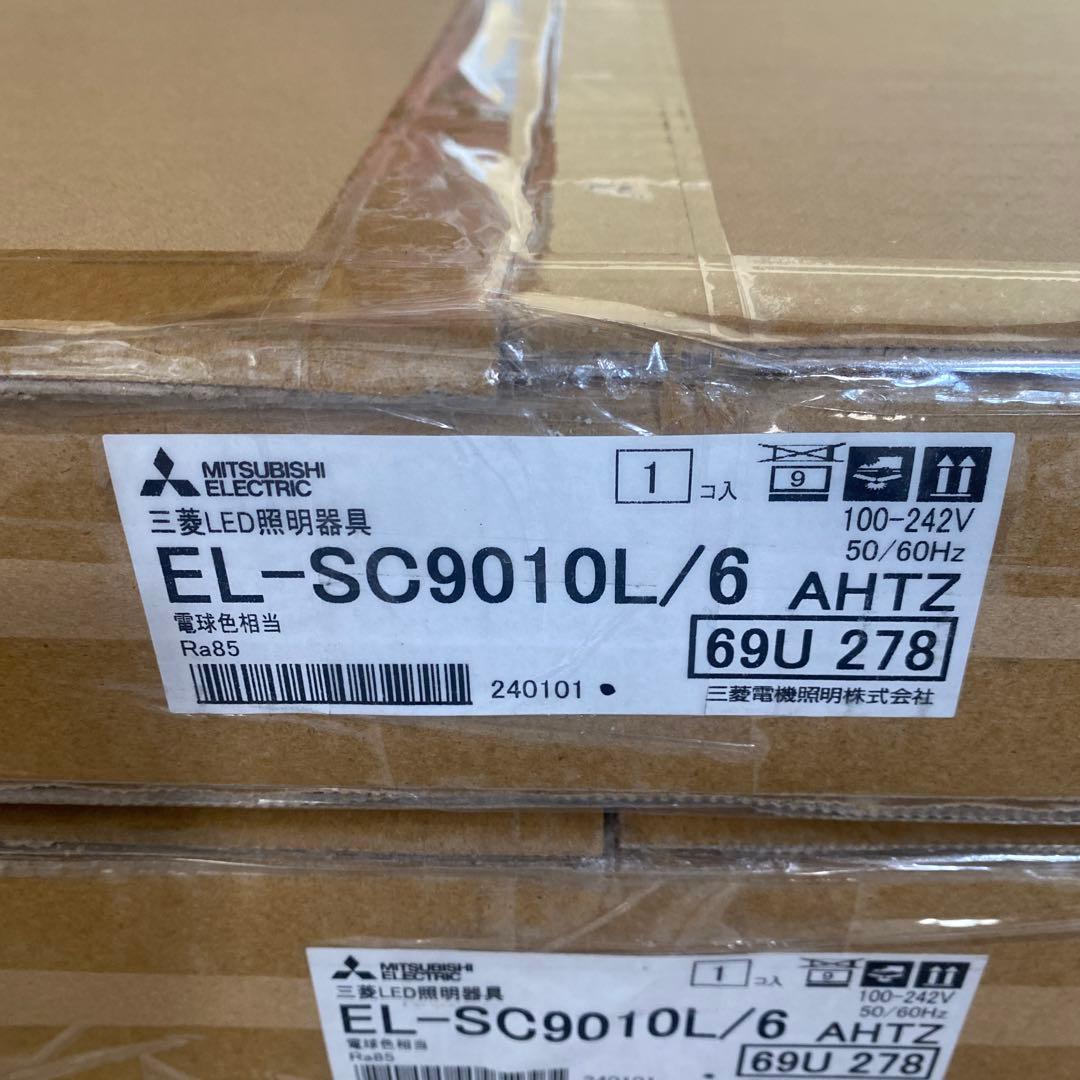 MITSUBISHI
ELECTRIC
1 コ入
9
三菱LED照明器具
100-242V
50/60Hz
EL-SC9010L/6 AHTZ
電球色相当
Ra85
69U 278
240101
三菱電機照明株式会社
MITSUBISHI
ELECTRIC
1 コ入
9
三菱LED照明器具
100-242V
50/60Hz
EL-SC9010L/6 AHTZ
電球色相当
Ra85
69U 278
240101